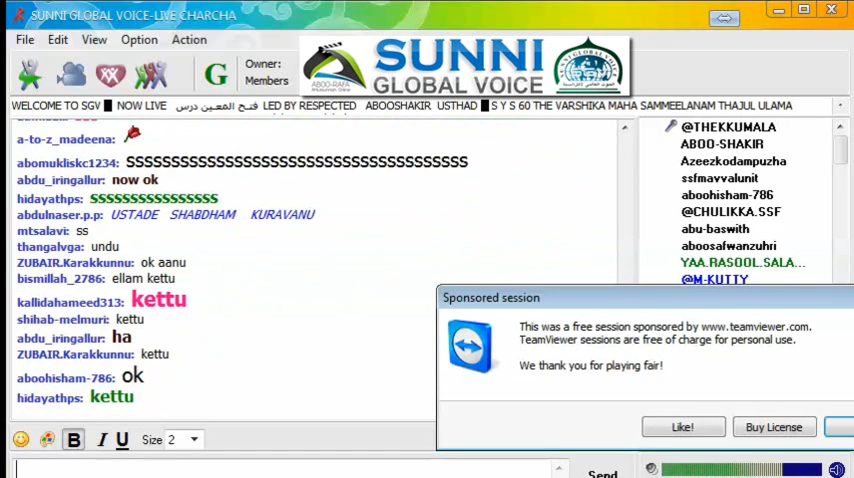 SUNNI GLOBAL VOICE-LIVE CHARCHA
File Edit View Option Action
Owner:
Members
G
ABOO-RAFA
SUNNI
GLOBAL VOICE
WELCOME TO SGV NOW LIVE فتح المعين درس LED BY RESPECTED ABOOSHAKIR USTHAD S Y S 60 THE VARSHIKA MAHA SAMMEELANAM THAJUL ULAMA
a-to-z_madeena:
abomukliskc1234: SSSSSSSSSSSSSSSSSSSSSSSSSSSSSSSSSSSSSS
abdu_iringallur: now ok
hidayathps: SSSSSSSSSSSSSSSS
abdulnaser.p.p: USTADE SHABDHAM KURAVANU
mtsalavi: ss
thangalvga: undu
ZUBAIR.Karakkunnu: ok aanu
bismillah_2786: ellam kettu
kallidahameed313: kettu
shihab-melmuri: kettu
abdu_iringallur: ha
ZUBAIR.Karakkunnu: kettu
aboohisham-786: ok
hidayathps: kettu
@THEKKUMALA
ABOO-SHAKIR
Azeezkodampuzha
ssfmavvalunit
aboohisham-786
@CHULIKKA.SSF
abu-baswith
aboosafwanzuhri
YAA.RASOOL.SALA...
@M-KUTTY
Sponsored session
This was a free session sponsored by www.teamviewer.com.
TeamViewer sessions are free of charge for personal use.
We thank you for playing fair!
Like! Buy License
B I U Size 2
Send